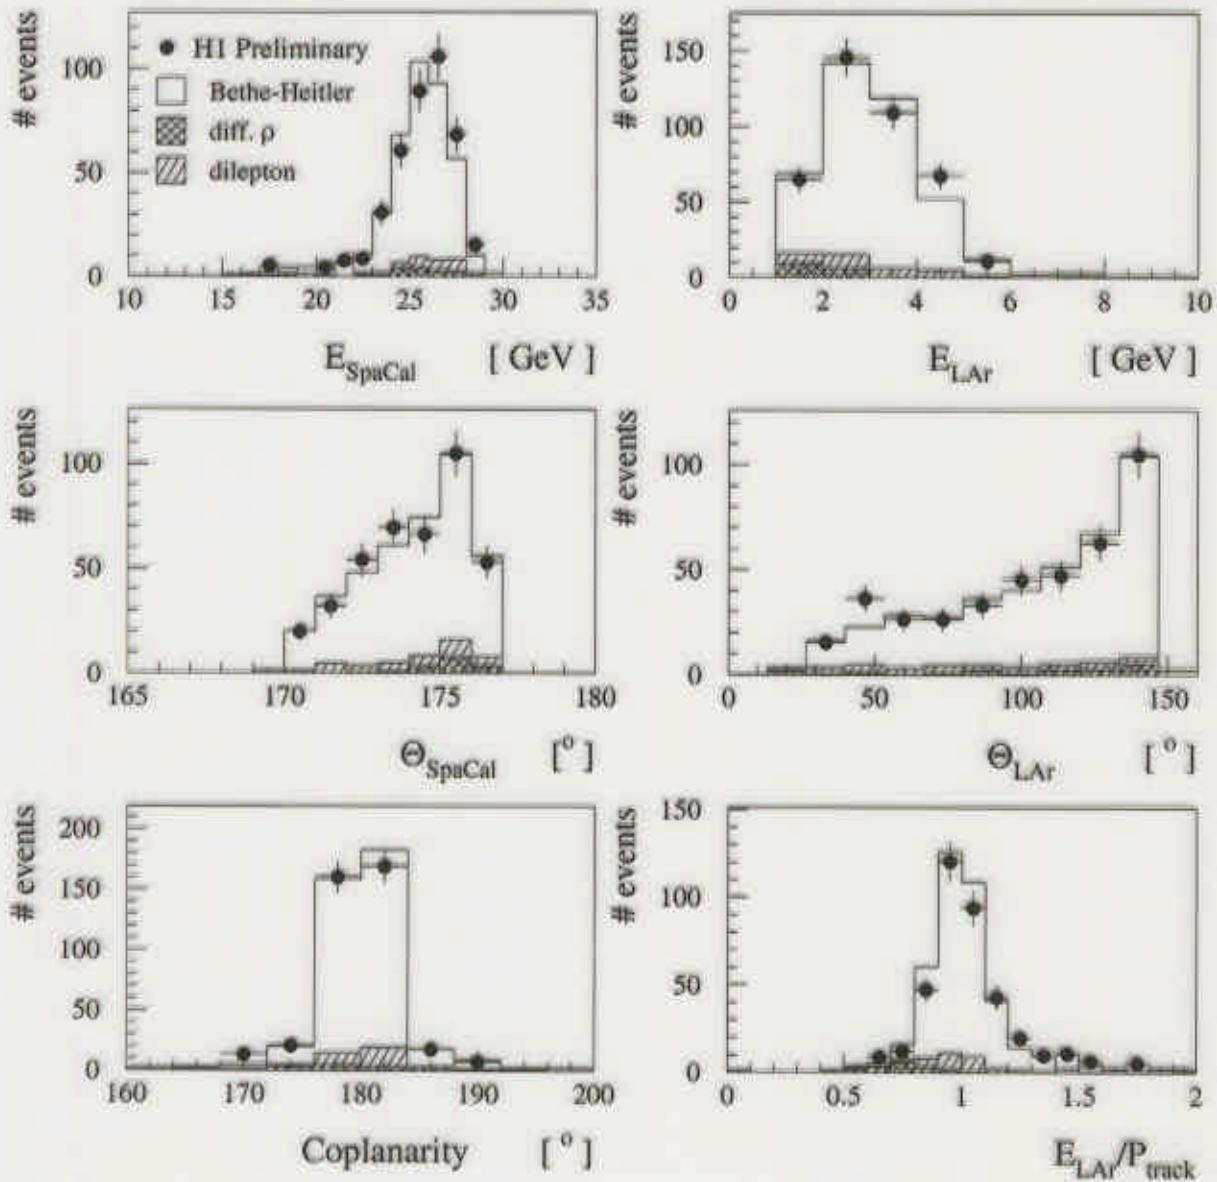 # events
100
50
0
● H1 Preliminary
Bethe-Heitler
diff. ρ
dilepton
10 15 20 25 30 35
E_SpaCal [ GeV ]
# events
150
100
50
0
0 2 4 6 8 10
E_LAr [ GeV ]
# events
100
50
0
165 170 175 180
Θ_SpaCal [°]
# events
100
50
0
0 50 100 150
Θ_LAr [°]
# events
200
150
100
50
0
160 170 180 190 200
Coplanarity [°]
# events
150
100
50
0
0 0.5 1 1.5 2
E_LAr/P_track